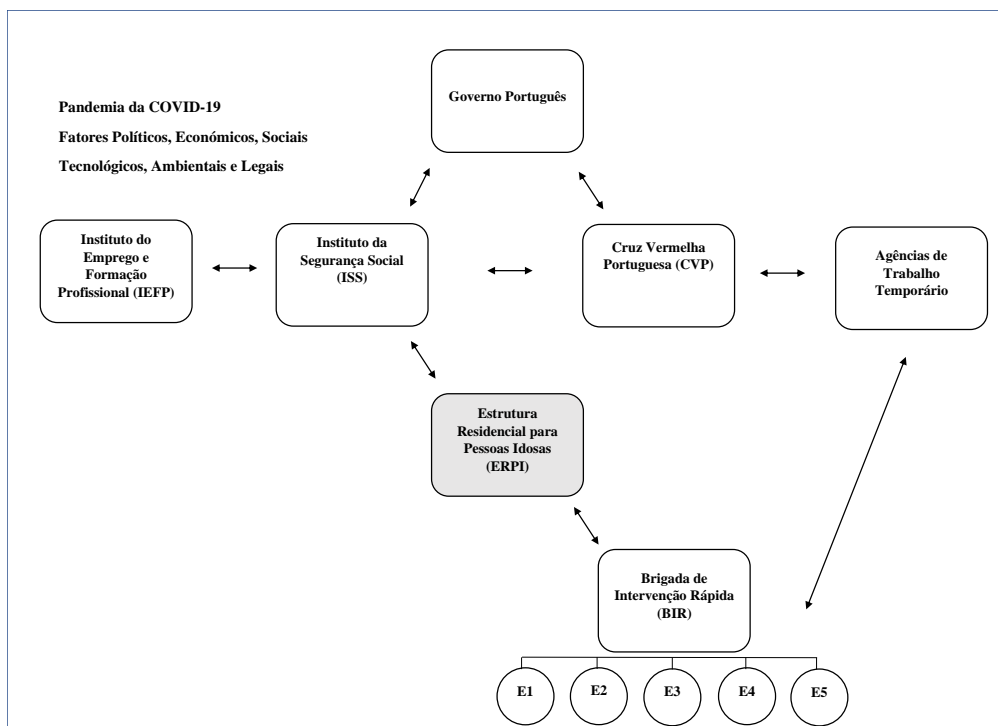 Governo Português
Pandemia da COVID-19
Fatores Políticos, Económicos, Sociais
Tecnológicos, Ambientais e Legais
Instituto do
Emprego e
Formação
Profissional (IEFP)
Instituto da
Segurança Social
(ISS)
Cruz Vermelha
Portuguesa (CVP)
Agências de
Trabalho
Temporário
Estrutura
Residencial para
Pessoas Idosas
(ERPI)
Brigada de
Intervenção Rápida
(BIR)
E1
E2
E3
E4
E5